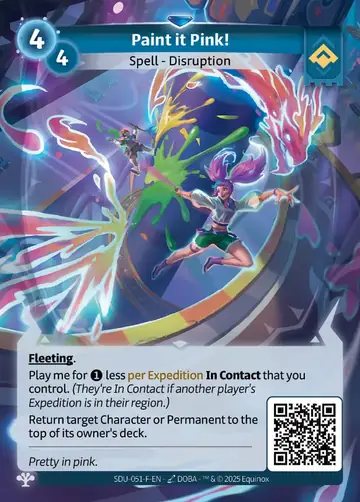 4
4
Paint it Pink!
Spell - Disruption
Fleeting.
Play me for 1 less per Expedition In Contact that you
control. (They're In Contact if another player's
Expedition is in their region.)
Return target Character or Permanent to the
top of its owner's deck.
Pretty in pink.
SDU-051-F-EN - DOBA - ™ & © 2025 Equinox